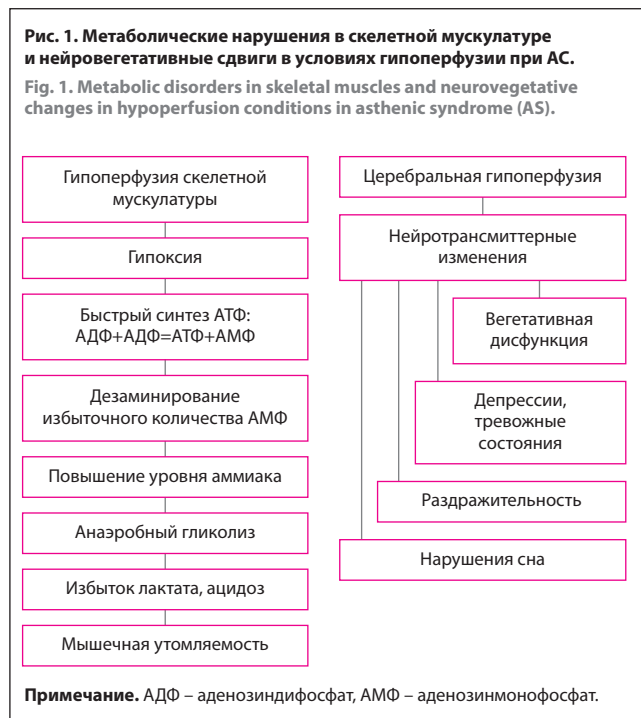 Рис. 1. Метаболические нарушения в скелетной мускулатуре
и нейровегетативные сдвиги в условиях гипоперфузии при АС.
Fig. 1. Metabolic disorders in skeletal muscles and neurovegetative
changes in hypoperfusion conditions in asthenic syndrome (AS).
Гипоперфузия скелетной
мускулатуры
Гипоксия
Быстрый синтез АТФ:
АДФ+АДФ=АТФ+АМФ
Дезаминирование
избыточного количества АМФ
Повышение уровня аммиака
Анаэробный гликолиз
Избыток лактата, ацидоз
Мышечная утомляемость
Церебральная гипоперфузия
Нейротрансмиттерные
изменения
Вегетативная
дисфункция
Депрессии,
тревожные
состояния
Раздражительность
Нарушения сна
Примечание. АДФ – аденозиндифосфат, АМФ – аденозинмонофосфат.